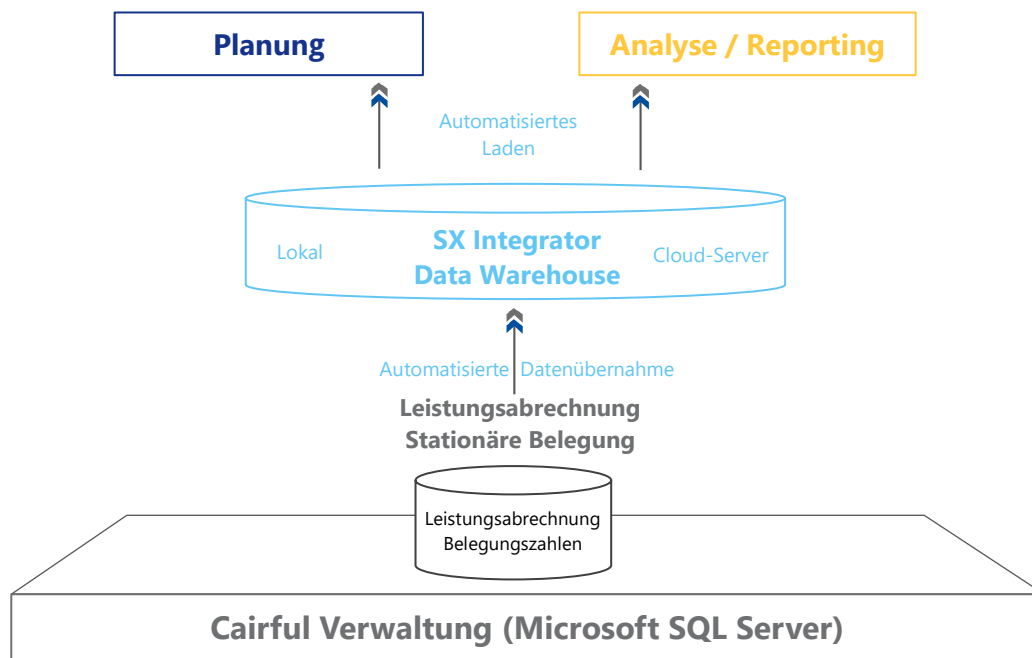 Planung
Analyse / Reporting
Automatisiertes
Laden
Lokal
SX Integrator
Data Warehouse
Cloud-Server
Automatisierte Datenübernahme
Leistungsabrechnung
Stationäre Belegung
Leistungsabrechnung
Belegungszahlen
Cairful Verwaltung (Microsoft SQL Server)